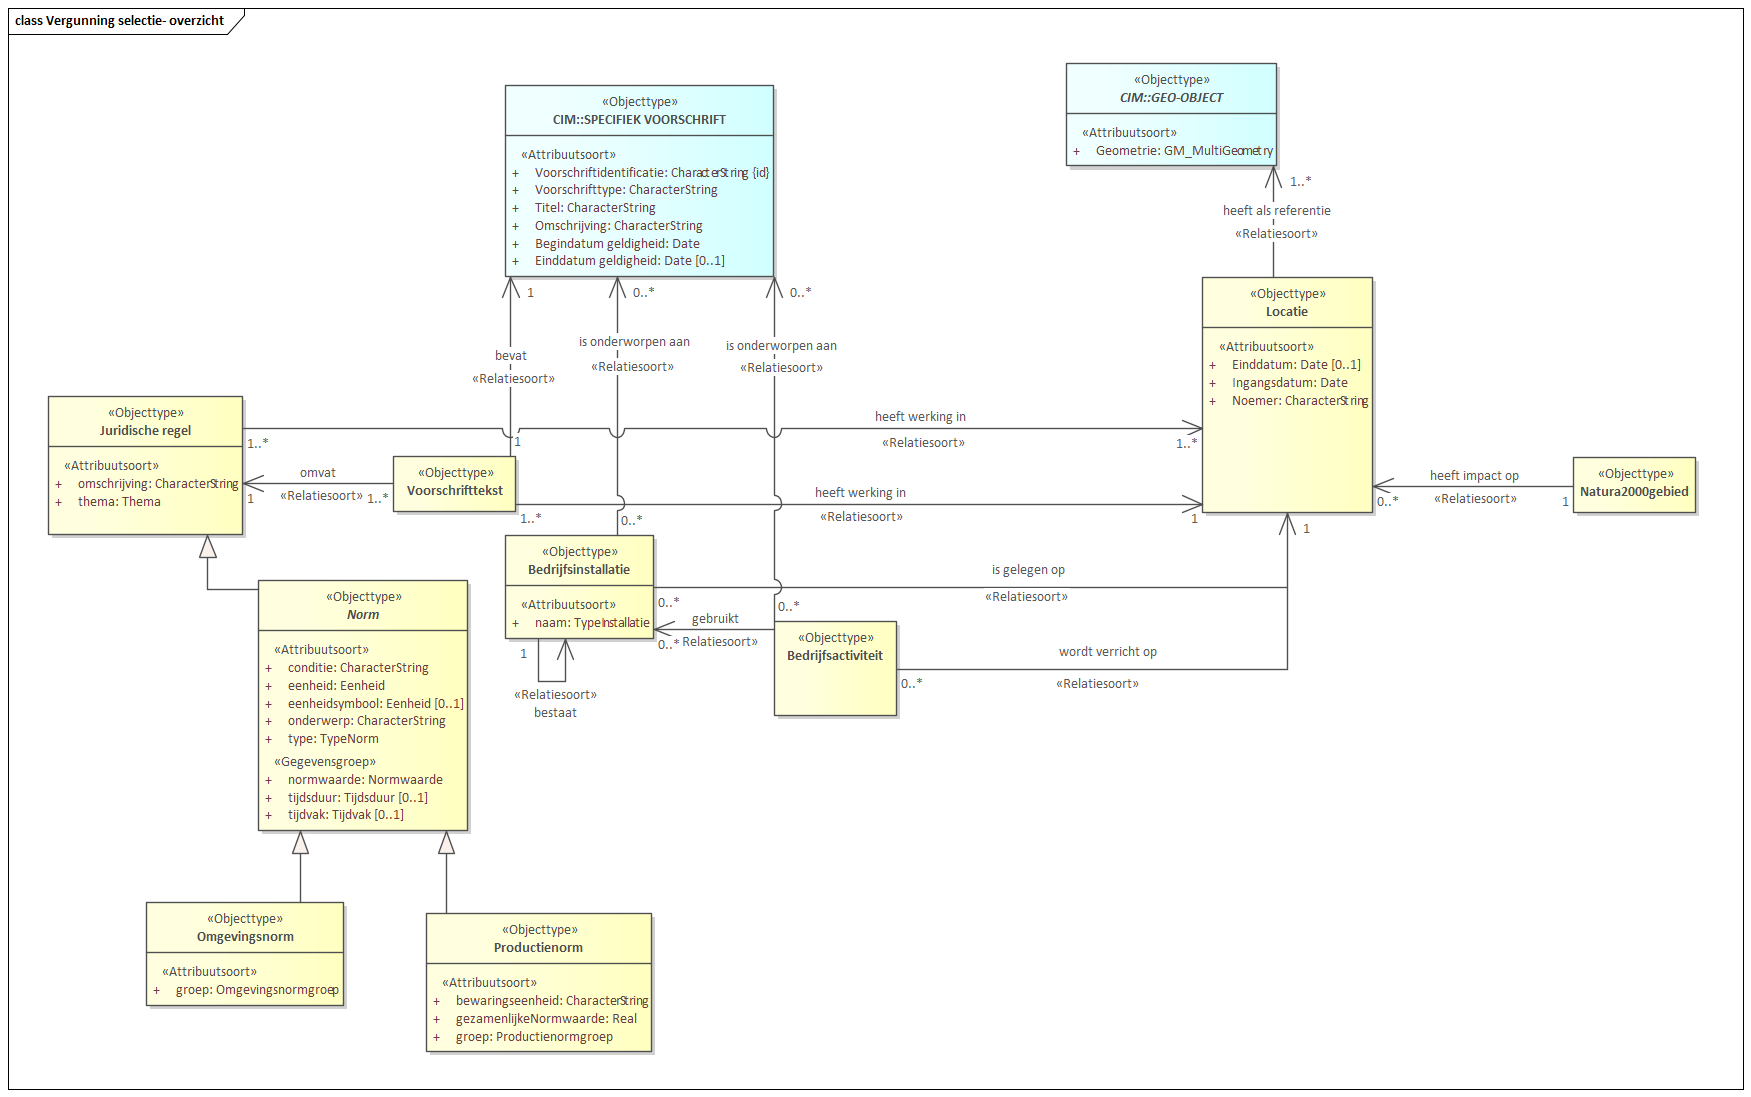 class Vergunning selectie- overzicht
«Objecttype»
CIM::GEO-OBJECT
«Attribuutsoort»
+ Geometrie: GM_MultiGeometry
«Objecttype»
CIM::SPECIFIEK VOORSCHRIFT
«Attribuutsoort»
+ Voorschriftidentificatie: CharacterString {id}
+ Voorschrifttype: CharacterString
+ Titel: CharacterString
+ Omschrijving: CharacterString
+ Begindatum geldigheid: Date
+ Einddatum geldigheid: Date [0..1]
1..*
heeft als referentie
«Relatiesoort»
1
0..*
0..*
bevat
«Relatiesoort»
is onderworpen aan
«Relatiesoort»
is onderworpen aan
«Relatiesoort»
«Objecttype»
Locatie
«Attribuutsoort»
+ Einddatum: Date [0..1]
+ Ingangsdatum: Date
+ Noemer: CharacterString
«Objecttype»
Juridische regel
«Attribuutsoort»
+ omschrijving: CharacterString
+ thema: Thema
1..*
1
heeft werking in
«Relatiesoort»
1..*
omvat
«Relatiesoort»
1
1..*
«Objecttype»
Voorschrifttekst
heeft werking in
«Relatiesoort»
1..*
1
heeft impact op
«Relatiesoort»
0..*
1
«Objecttype»
Natura2000gebied
0..*
1
«Objecttype»
Bedrijfsinstallatie
«Attribuutsoort»
+ naam: TypeInstallatie
is gelegen op
«Relatiesoort»
0..*
0..*
gebruikt
0..* Relatiesoort»
1
«Relatiesoort»
bestaat
«Objecttype»
Bedrijfsactiviteit
wordt verricht op
«Relatiesoort»
0..*
«Objecttype»
Norm
«Attribuutsoort»
+ conditie: CharacterString
+ eenheid: Eenheid
+ eenheidsymbool: Eenheid [0..1]
+ onderwerp: CharacterString
+ type: TypeNorm
«Gegevensgroep»
+ normwaarde: Normwaarde
+ tijdsduur: Tijdsduur [0..1]
+ tijdvak: Tijdvak [0..1]
«Objecttype»
Omgevingsnorm
«Attribuutsoort»
+ groep: Omgevingsnormgroep
«Objecttype»
Productienorm
«Attribuutsoort»
+ bewaringseenheid: CharacterString
+ gezamenlijkeNormwaarde: Real
+ groep: Productienormgroep